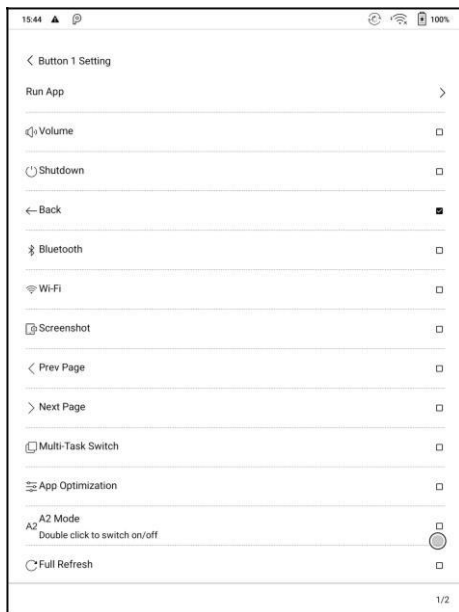 15:44
100%
Button 1 Setting
Run App
Volume
Shutdown
Back
Bluetooth
Wi-Fi
Screenshot
Prev Page
Next Page
Multi-Task Switch
App Optimization
A2
A2 Mode
Double click to switch on/off
Full Refresh
1/2